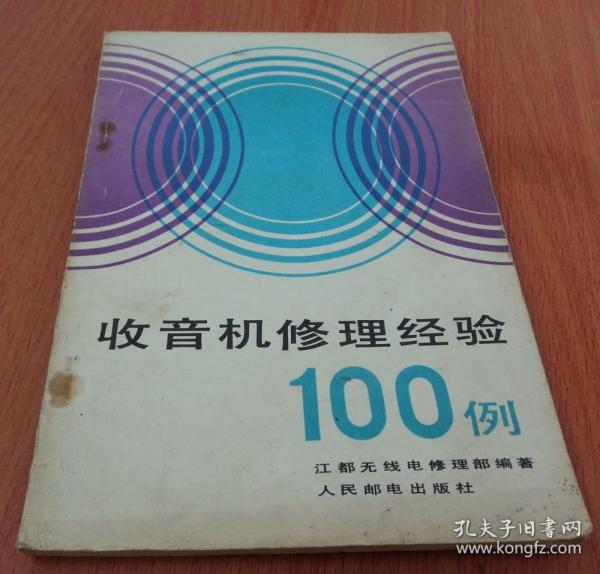 收音机修理经验
100例
江都无线电修理部编著
人民邮电出版社
孔夫子旧书网
www.kongfz.com